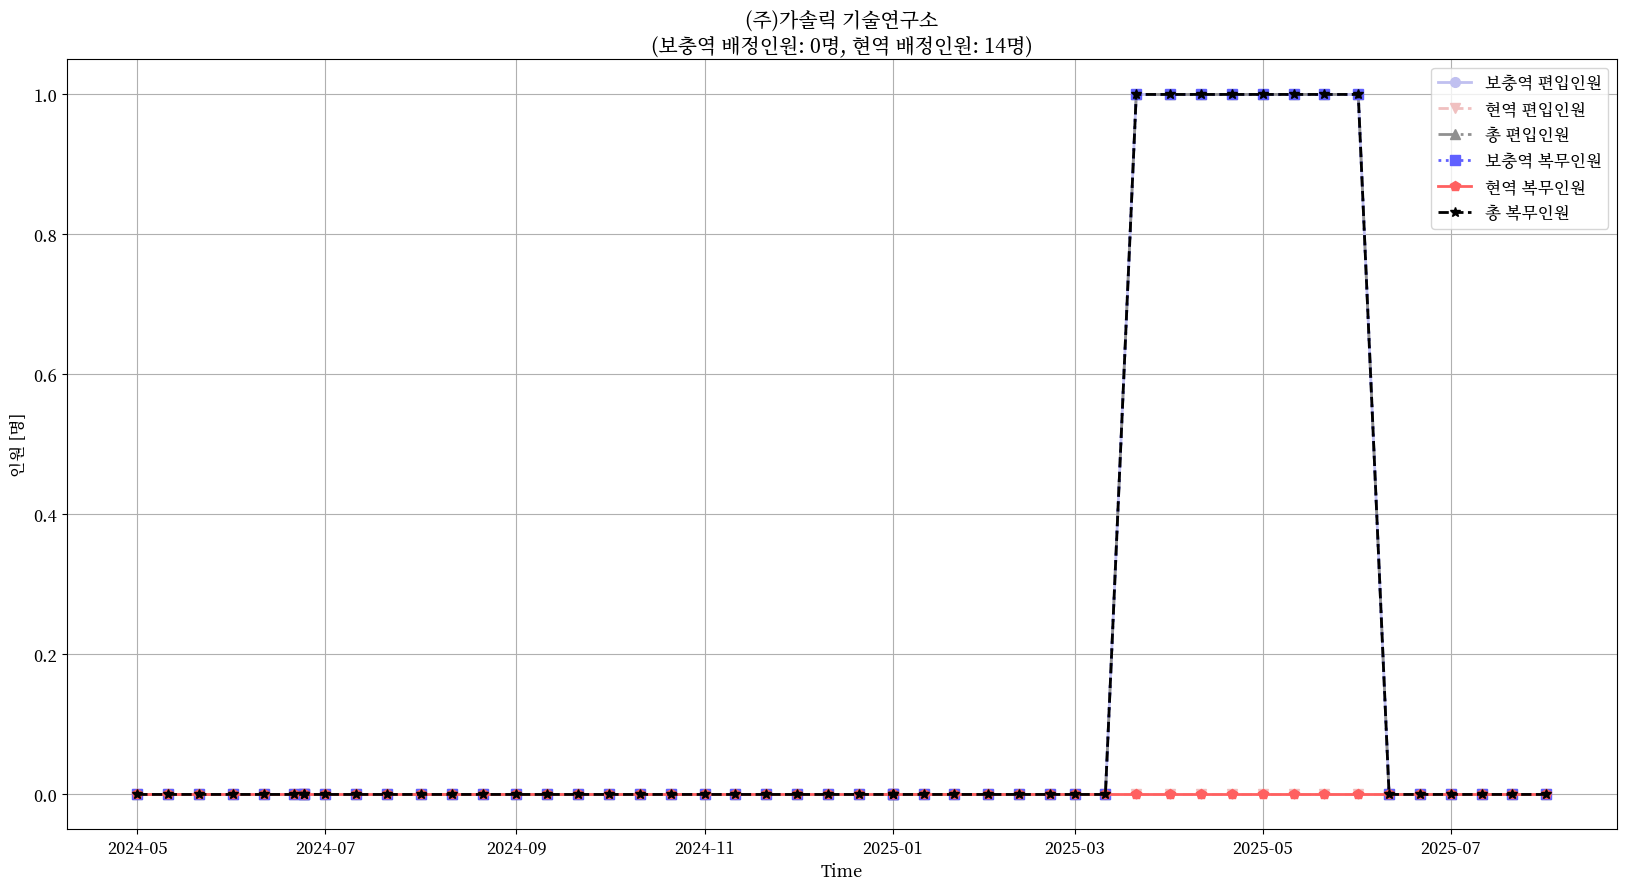 (주)가솔릭 기술연구소
(보충역 배정인원: 0명, 현역 배정인원: 14명)
보충역 편입인원
현역 편입인원
총 편입인원
보충역 복무인원
현역 복무인원
총 복무인원
인원 [명]
1.0
0.8
0.6
0.4
0.2
0.0
2024-05
2024-07
2024-09
2024-11
2025-01
2025-03
2025-05
2025-07
Time